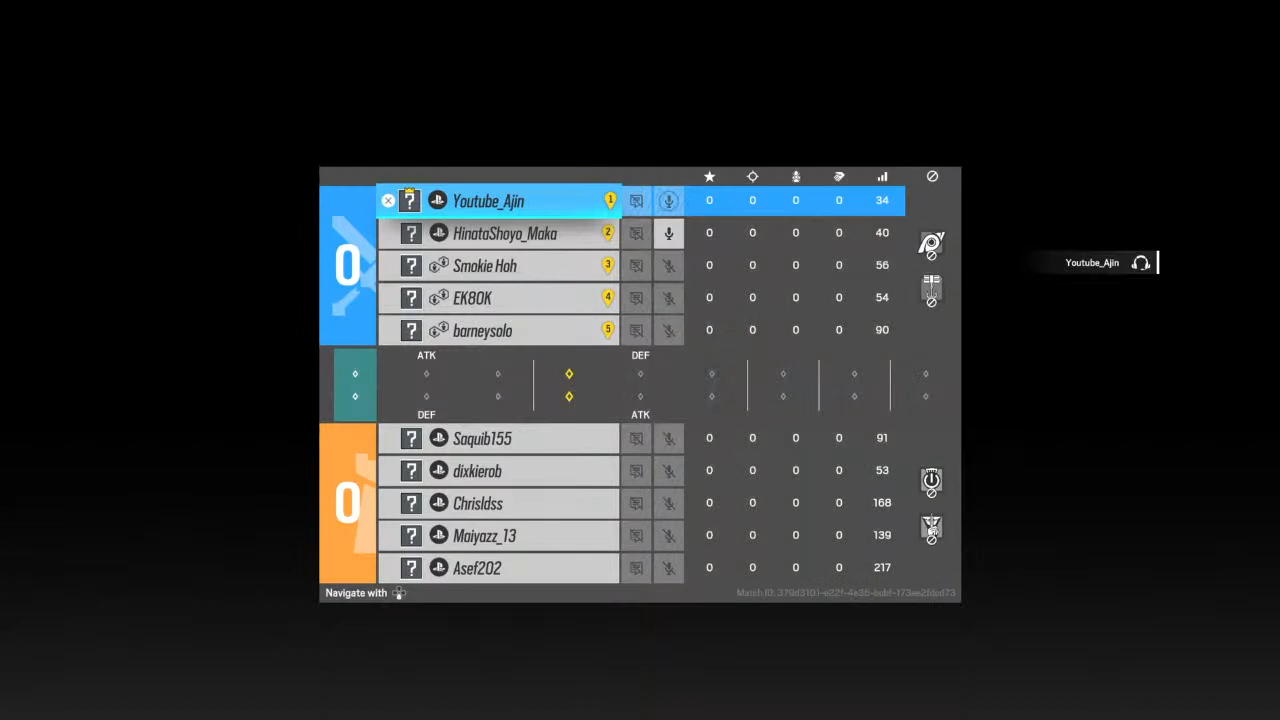 0
? Youtube_Ajin 1 0 0 0 0 34
? HinataShoyo_Maka 2 0 0 0 0 40
? Smokie Hoh 3 0 0 0 0 56
? EK8OK 4 0 0 0 0 54
? barneysolo 5 0 0 0 0 90
Youtube_Ajin
ATK DEF
DEF ATK
0
? Saquib155 0 0 0 0 91
? dixkierob 0 0 0 0 53
? Chrisldss 0 0 0 0 168
? Maiyazz_13 0 0 0 0 139
? Asef202 0 0 0 0 217
Navigate with
Match ID: